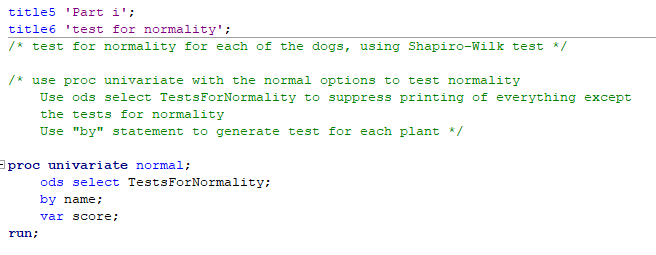 title5 'Part i';
title6 'test for normality';
/* test for normality for each of the dogs, using Shapiro-Wilk test */
/* use proc univariate with the normal options to test normality
Use ods select TestsForNormality to suppress printing of everything except
the tests for normality
Use "by" statement to generate test for each plant */
proc univariate normal;
ods select TestsForNormality;
by name;
var score;
run;